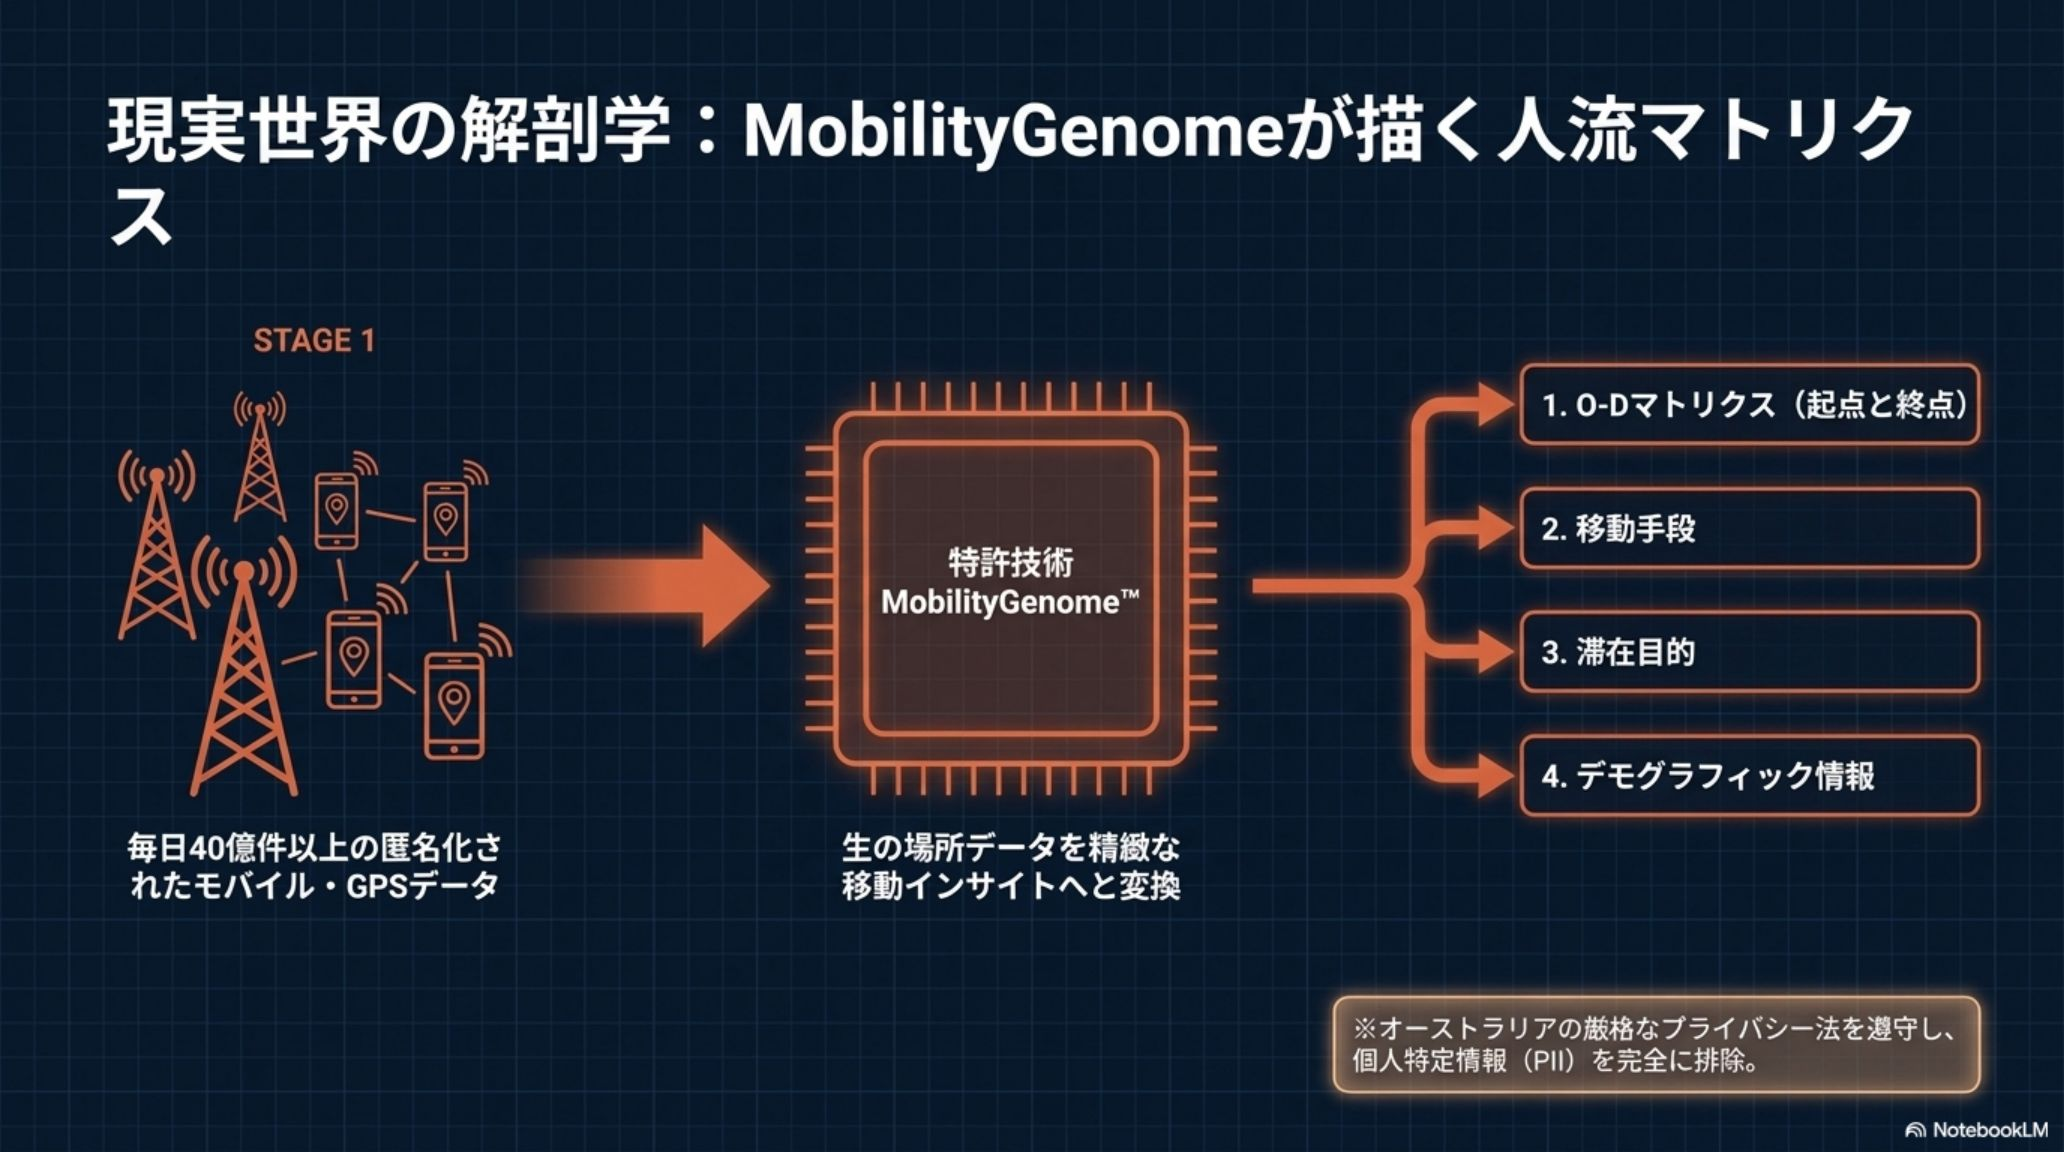 現実世界の解剖学：MobilityGenomeが描く人流マトリク
ス
STAGE 1
毎日40億件以上の匿名化さ
れたモバイル・GPSデータ
特許技術
MobilityGenome™
生の場所データを精緻な
移動インサイトへと変換
1. O-Dマトリクス（起点と終点）
2. 移動手段
3. 滞在目的
4. デモグラフィック情報
※オーストラリアの厳格なプライバシー法を遵守し、
個人特定情報（PII）を完全に排除。
NotebookLM